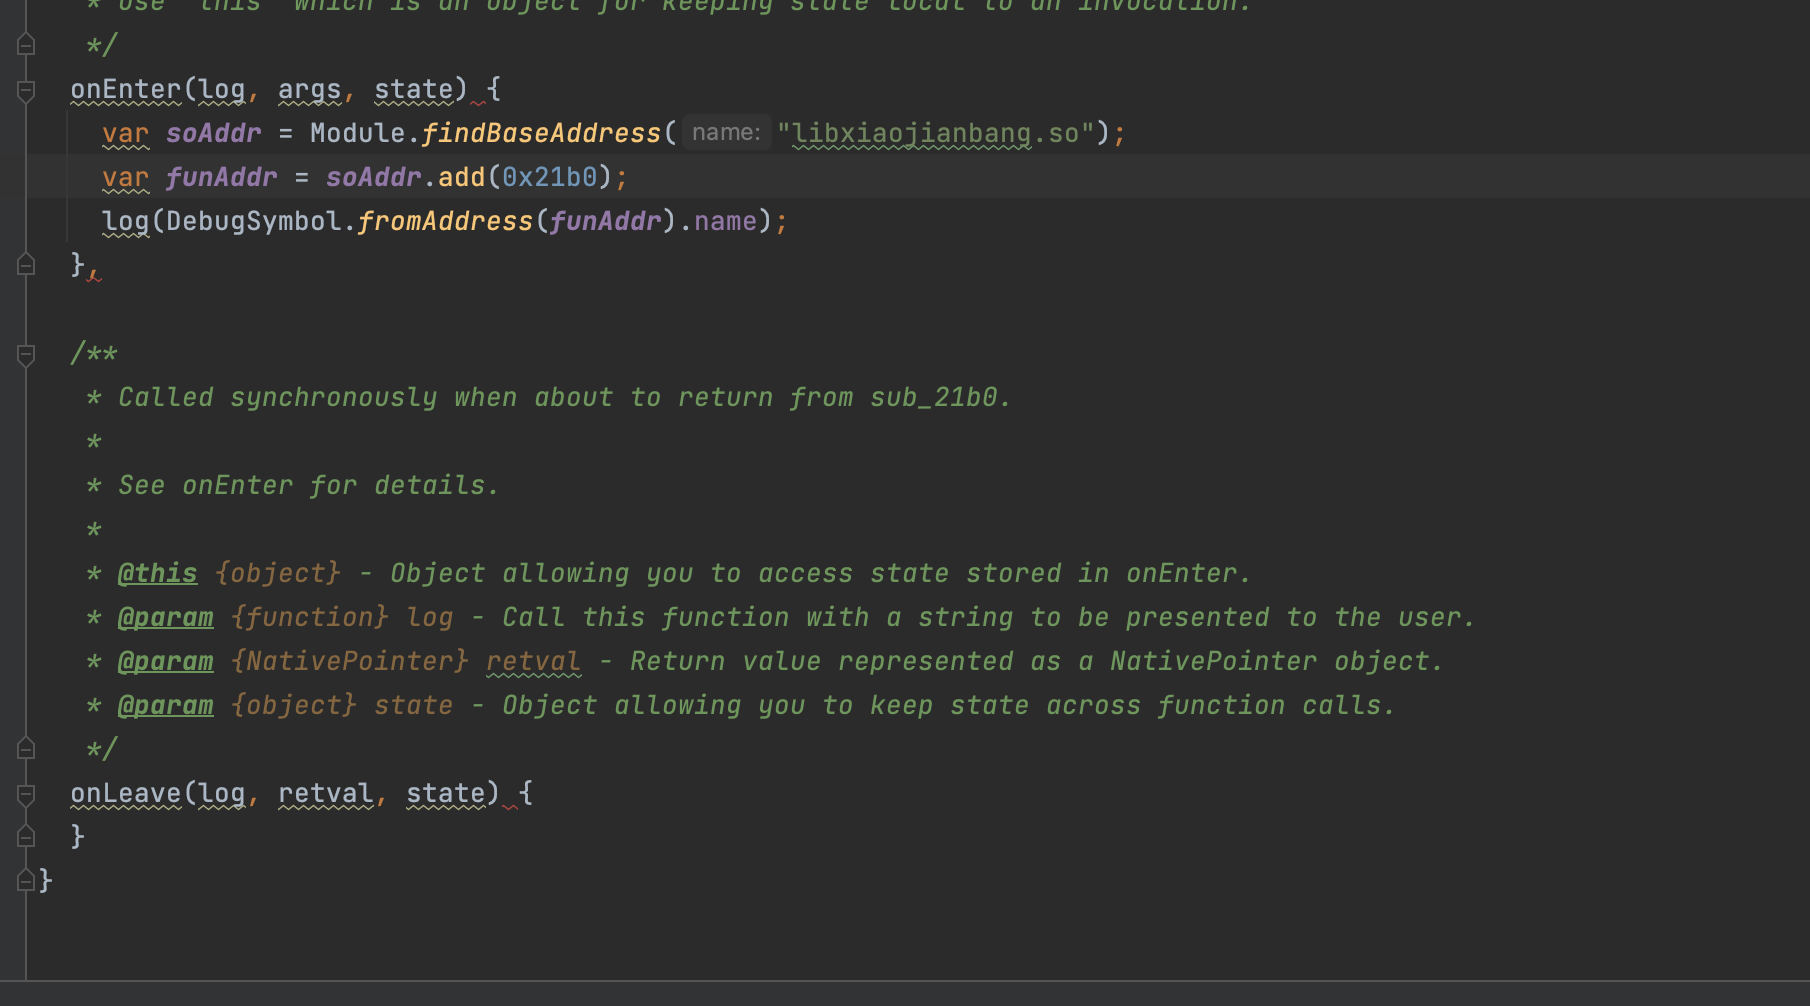 * Use 'this' which is an object for keeping state local to an invocation.
*/
onEnter(log, args, state) {
var soAddr = Module.findBaseAddress( name: "libxiaojianbang.so");
var funAddr = soAddr.add(0x21b0);
log(DebugSymbol.fromAddress(funAddr).name);
},
/**
* Called synchronously when about to return from sub_21b0.
*
* See onEnter for details.
*
* @this {object} - Object allowing you to access state stored in onEnter.
* @param {function} log - Call this function with a string to be presented to the user.
* @param {NativePointer} retval - Return value represented as a NativePointer object.
* @param {object} state - Object allowing you to keep state across function calls.
*/
onLeave(log, retval, state) {
}
}